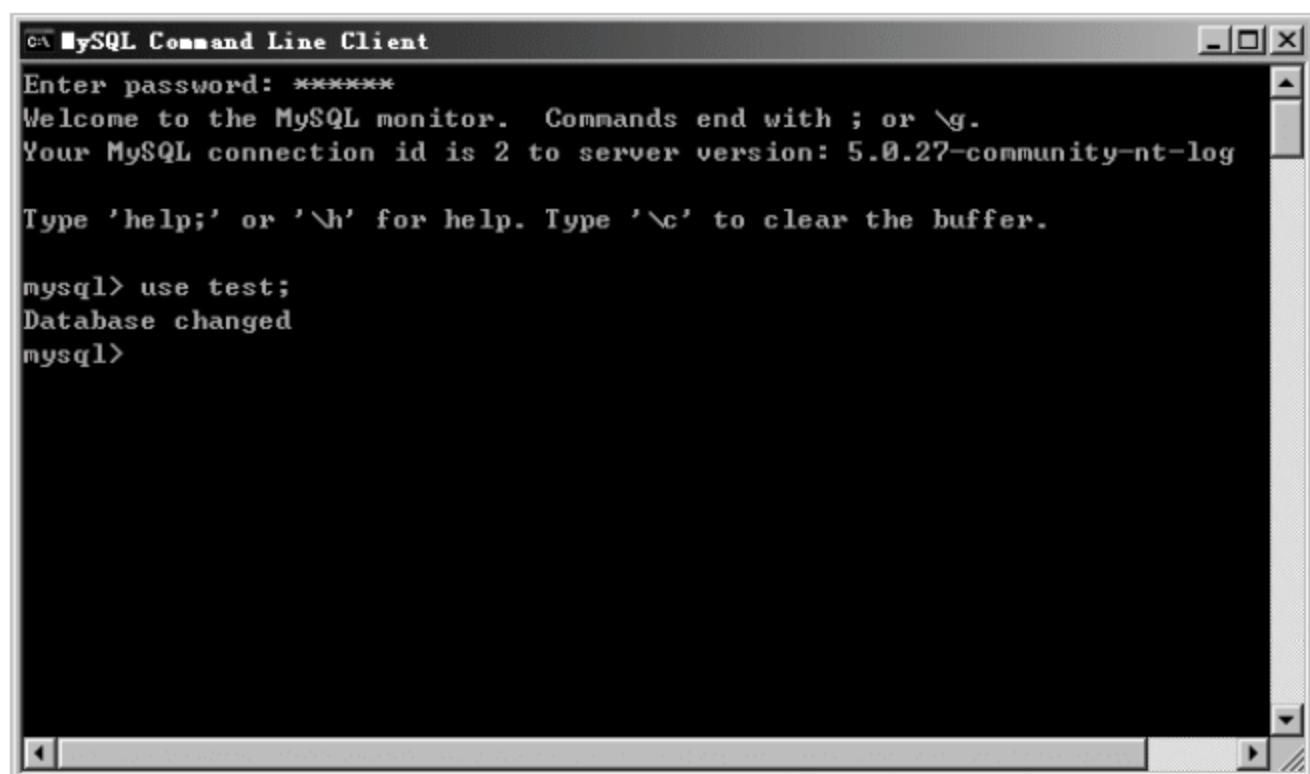 MySQL Command Line Client
Enter password: ******
Welcome to the MySQL monitor.  Commands end with ; or \g.
Your MySQL connection id is 2 to server version: 5.0.27-community-nt-log
Type 'help;' or '\h' for help. Type '\c' to clear the buffer.
mysql> use test;
Database changed
mysql>